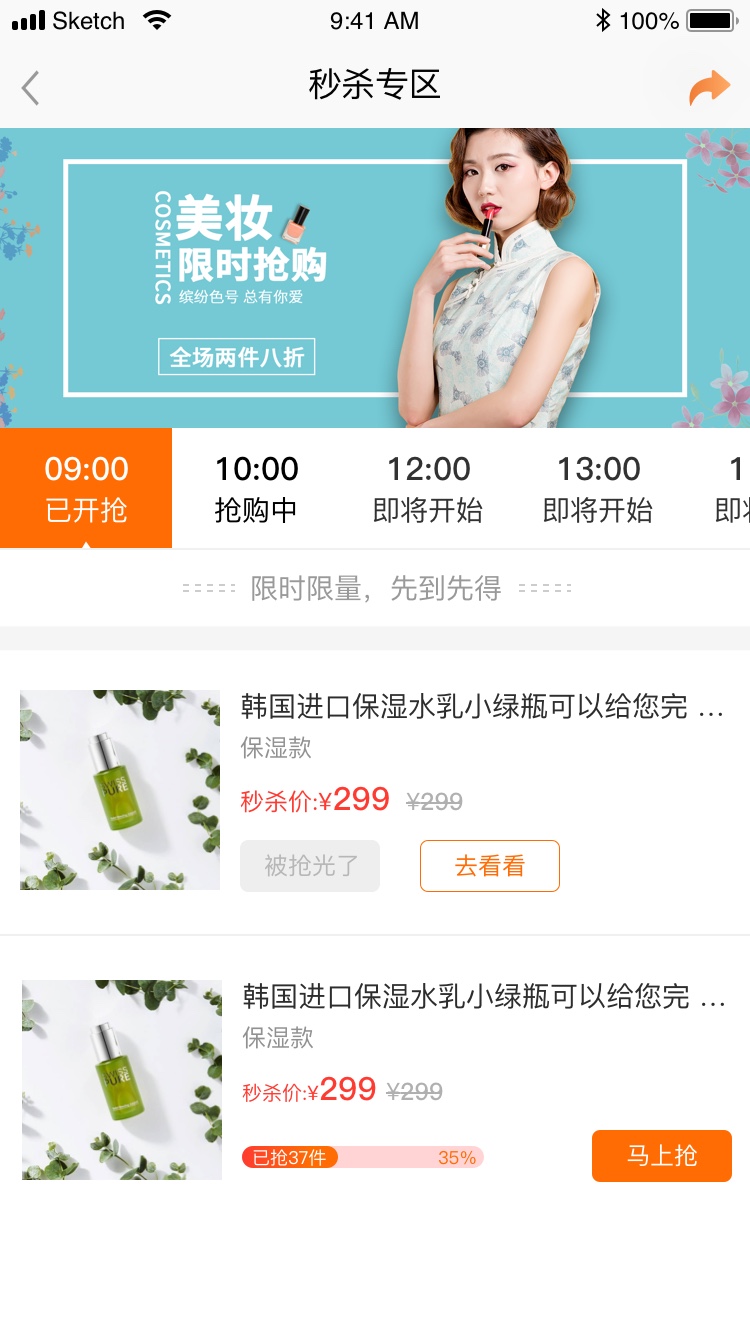 Sketch 9:41 AM 100%
秒杀专区
COSMETICS
美妆
限时抢购
缤纷色号 总有你爱
全场两件八折
09:00 10:00 12:00 13:00 1
已开抢 抢购中 即将开始 即将开始 即
限时限量，先到先得
韩国进口保湿水乳小绿瓶可以给您完 …
保湿款
秒杀价:¥299 ¥299
被抢光了 去看看
韩国进口保湿水乳小绿瓶可以给您完 …
保湿款
秒杀价:¥299 ¥299
已抢37件 35% 马上抢